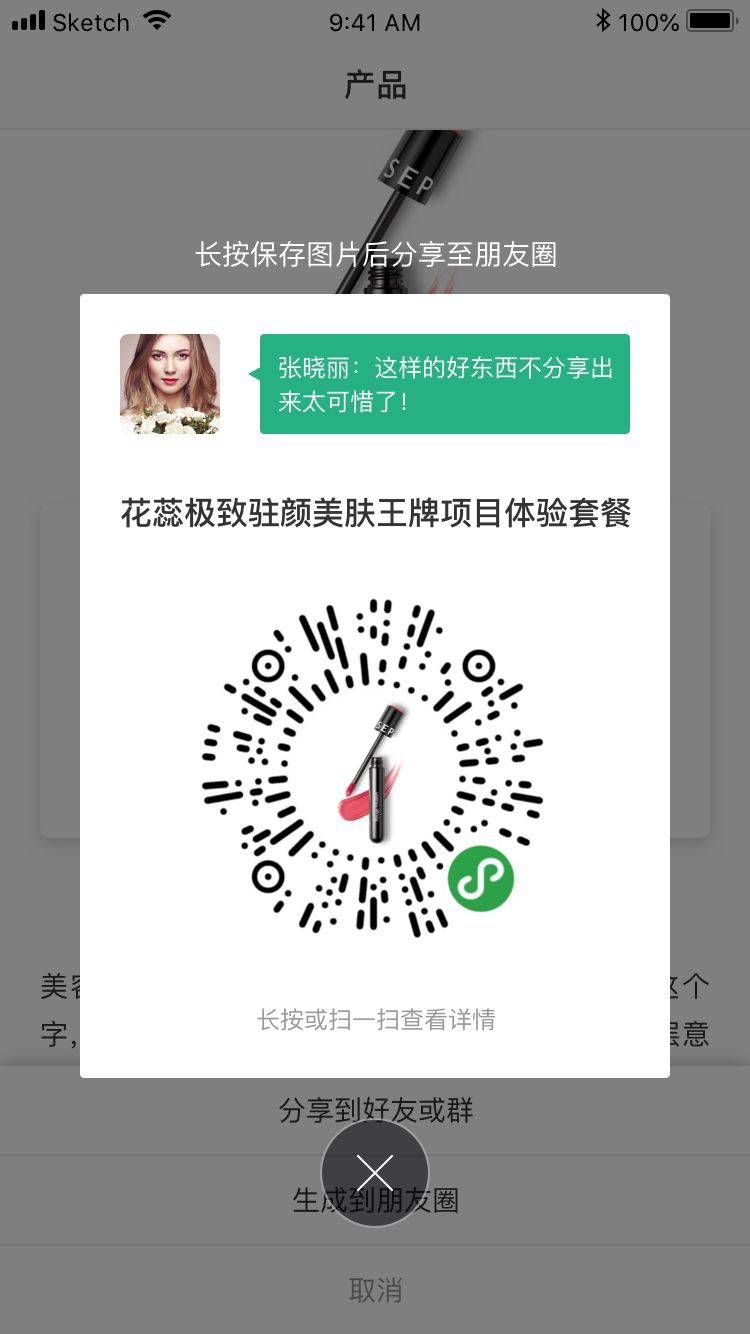 Sketch 9:41 AM 100%
产品
SEP
长按保存图片后分享至朋友圈
张晓丽：这样的好东西不分享出
来太可惜了！
花蕊极致驻颜美肤王牌项目体验套餐
SEP
长按或扫一扫查看详情
美容 这个
字, 层意
分享到好友或群
生成到朋友圈
取消